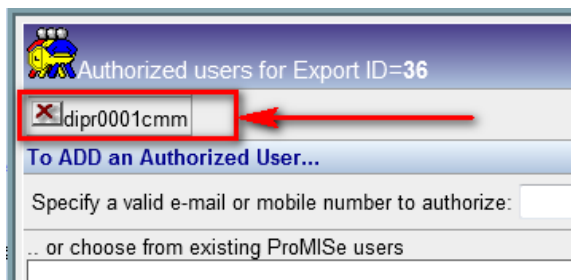 Authorized users for Export ID=36
dipr0001cmm
To ADD an Authorized User...
Specify a valid e-mail or mobile number to authorize:
.. or choose from existing ProMISe users